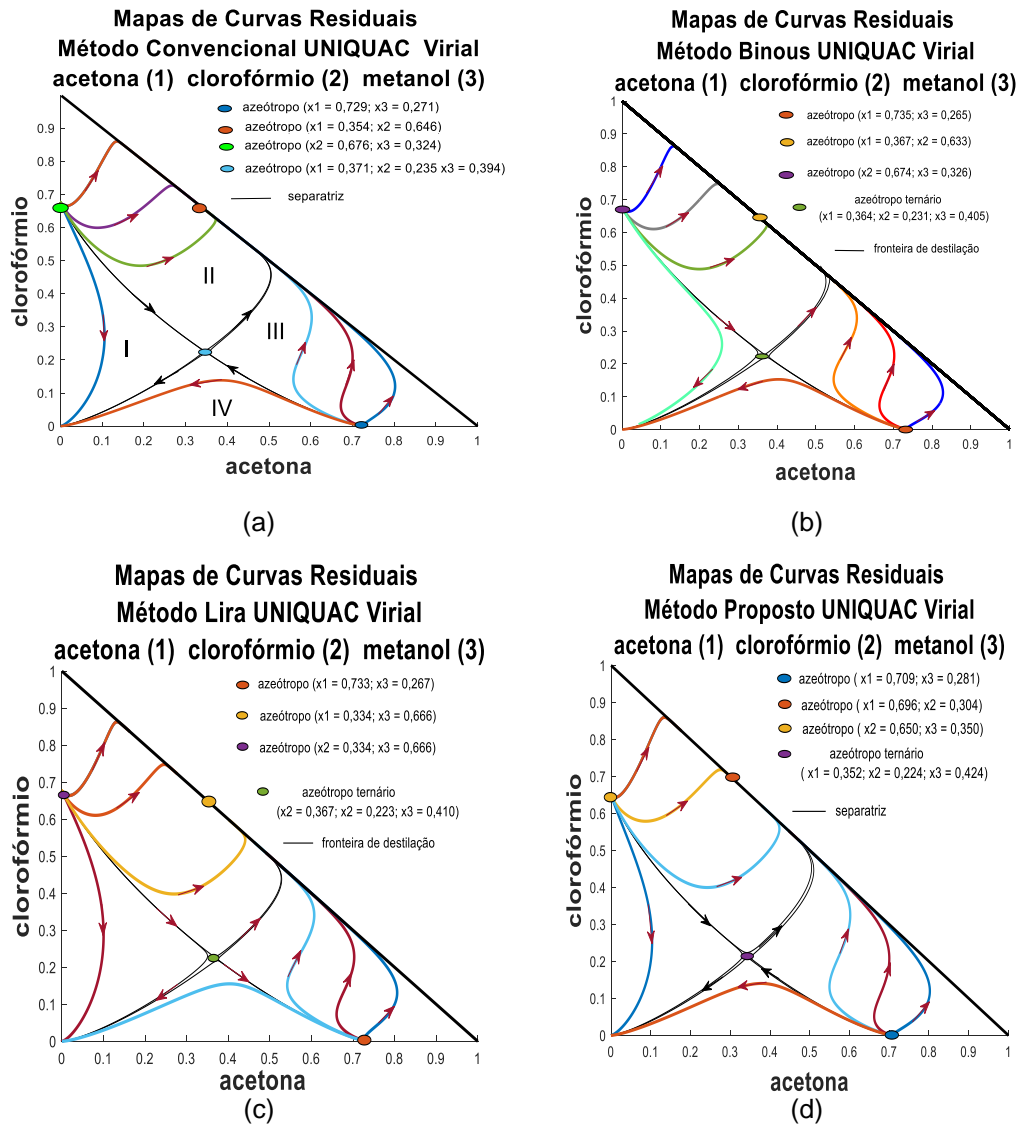 Mapas de Curvas Residuais
Método Convencional UNIQUAC Virial
acetona (1) clorofórmio (2) metanol (3)
azeótropo (x1 = 0,729; x3 = 0,271)
azeótropo (x1 = 0,354; x2 = 0,646)
azeótropo (x2 = 0,676; x3 = 0,324)
azeótropo (x1 = 0,371; x2 = 0,235 x3 = 0,394)
separatriz
0.9
0.8
0.7
0.6
0.5
0.4
0.3
0.2
0.1
0
clorofórmio
I
II
III
IV
0 0.1 0.2 0.3 0.4 0.5 0.6 0.7 0.8 0.9 1
acetona
(a)
Mapas de Curvas Residuais
Método Binous UNIQUAC Virial
acetona (1) clorofórmio (2) metanol (3)
azeótropo (x1 = 0,735; x3 = 0,265)
azeótropo (x1 = 0,367; x2 = 0,633)
azeótropo (x2 = 0,674; x3 = 0,326)
azeótropo ternário
(x1 = 0,364; x2 = 0,231; x3 = 0,405)
fronteira de destilação
1
0.9
0.8
0.7
0.6
0.5
0.4
0.3
0.2
0.1
0
clorofórmio
0 0.1 0.2 0.3 0.4 0.5 0.6 0.7 0.8 0.9 1
acetona
(b)
Mapas de Curvas Residuais
Método Lira UNIQUAC Virial
acetona (1) clorofórmio (2) metanol (3)
azeótropo (x1 = 0,733; x3 = 0,267)
azeótropo (x1 = 0,334; x3 = 0,666)
azeótropo (x2 = 0,334; x3 = 0,666)
azeótropo ternário
(x2 = 0,367; x2 = 0,223; x3 = 0,410)
fronteira de destilação
1
0.9
0.8
0.7
0.6
0.5
0.4
0.3
0.2
0.1
0
clorofórmio
0 0.1 0.2 0.3 0.4 0.5 0.6 0.7 0.8 0.9 1
acetona
(c)
Mapas de Curvas Residuais
Método Proposto UNIQUAC Virial
acetona (1) clorofórmio (2) metanol (3)
azeótropo ( x1 = 0,709; x3 = 0,281)
azeótropo ( x1 = 0,696; x2 = 0,304)
azeótropo ( x2 = 0,650; x3 = 0,350)
azeótropo ternário
( x1 = 0,352; x2 = 0,224; x3 = 0,424)
separatriz
1
0.9
0.8
0.7
0.6
0.5
0.4
0.3
0.2
0.1
0
clorofórmio
0 0.1 0.2 0.3 0.4 0.5 0.6 0.7 0.8 0.9 1
acetona
(d)